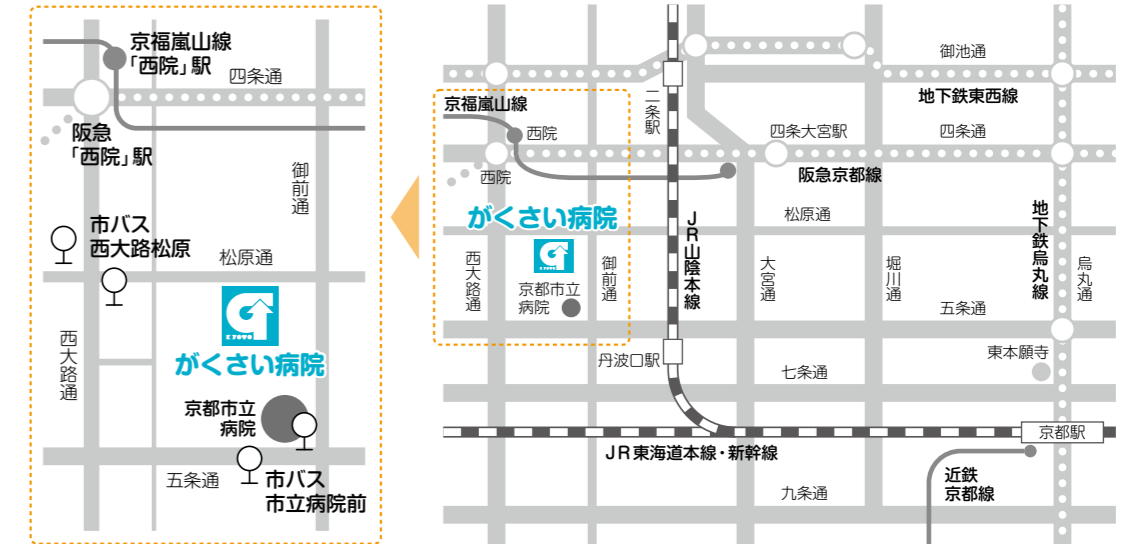 京福嵐山線
「西院」駅
四条通
阪急
「西院」駅
御前通
市バス
西大路松原
松原通
西大路通
KYOTO
がくさい病院
京都市立
病院
五条通
市バス
市立病院前
御池通
地下鉄東西線
二条駅
京福嵐山線
西院
四条大宮駅
四条通
西院
阪急京都線
がくさい病院
JR山陰本線
松原通
地下鉄烏丸線
西大路通
御前通
大宮通
堀川通
烏丸通
京都市立
病院
五条通
丹波口駅
東本願寺
七条通
京都駅
JR東海道本線・新幹線
近鉄
京都線
九条通